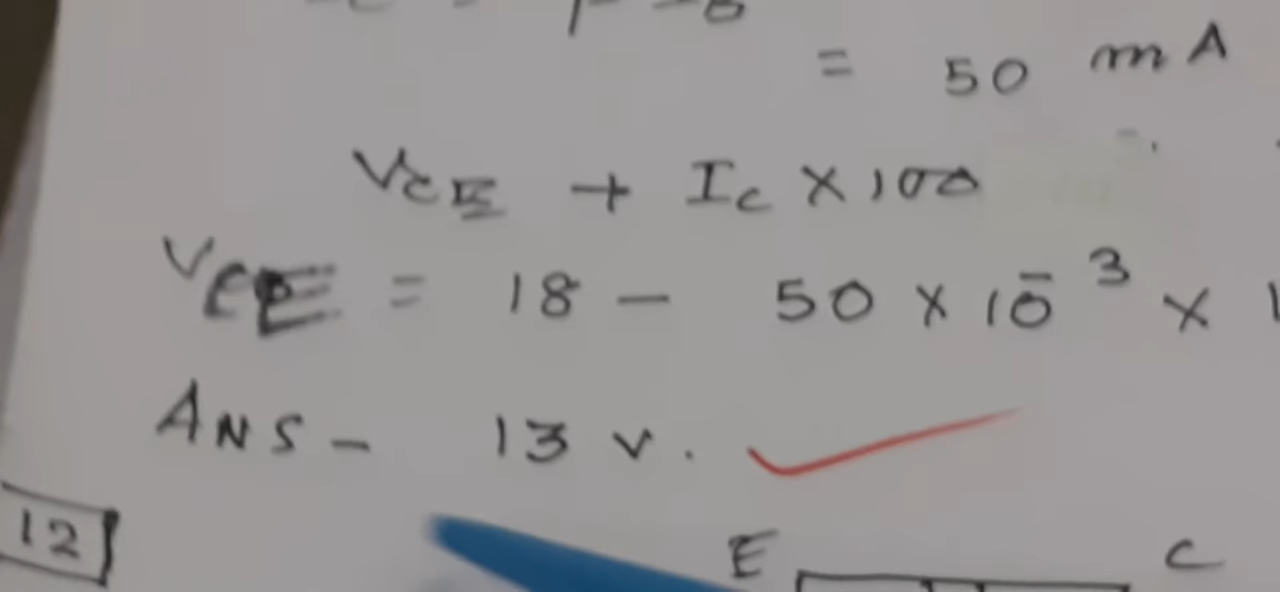 = 50 mA
VCE + IC × 100
VCE = 18 - 50 × 10⁻³ ×
ANS - 13 V.
12
E C